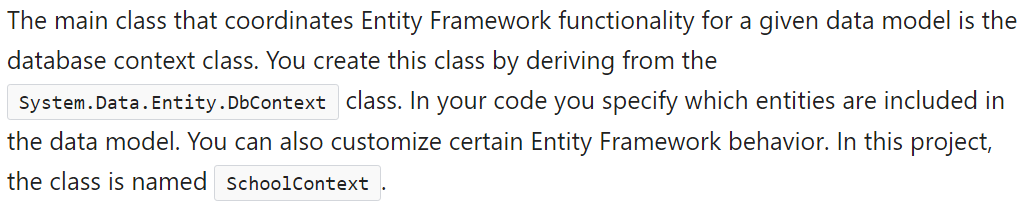 The main class that coordinates Entity Framework functionality for a given data model is the
database context class. You create this class by deriving from the
System.Data.Entity.DbContext class. In your code you specify which entities are included in
the data model. You can also customize certain Entity Framework behavior. In this project,
the class is named SchoolContext.